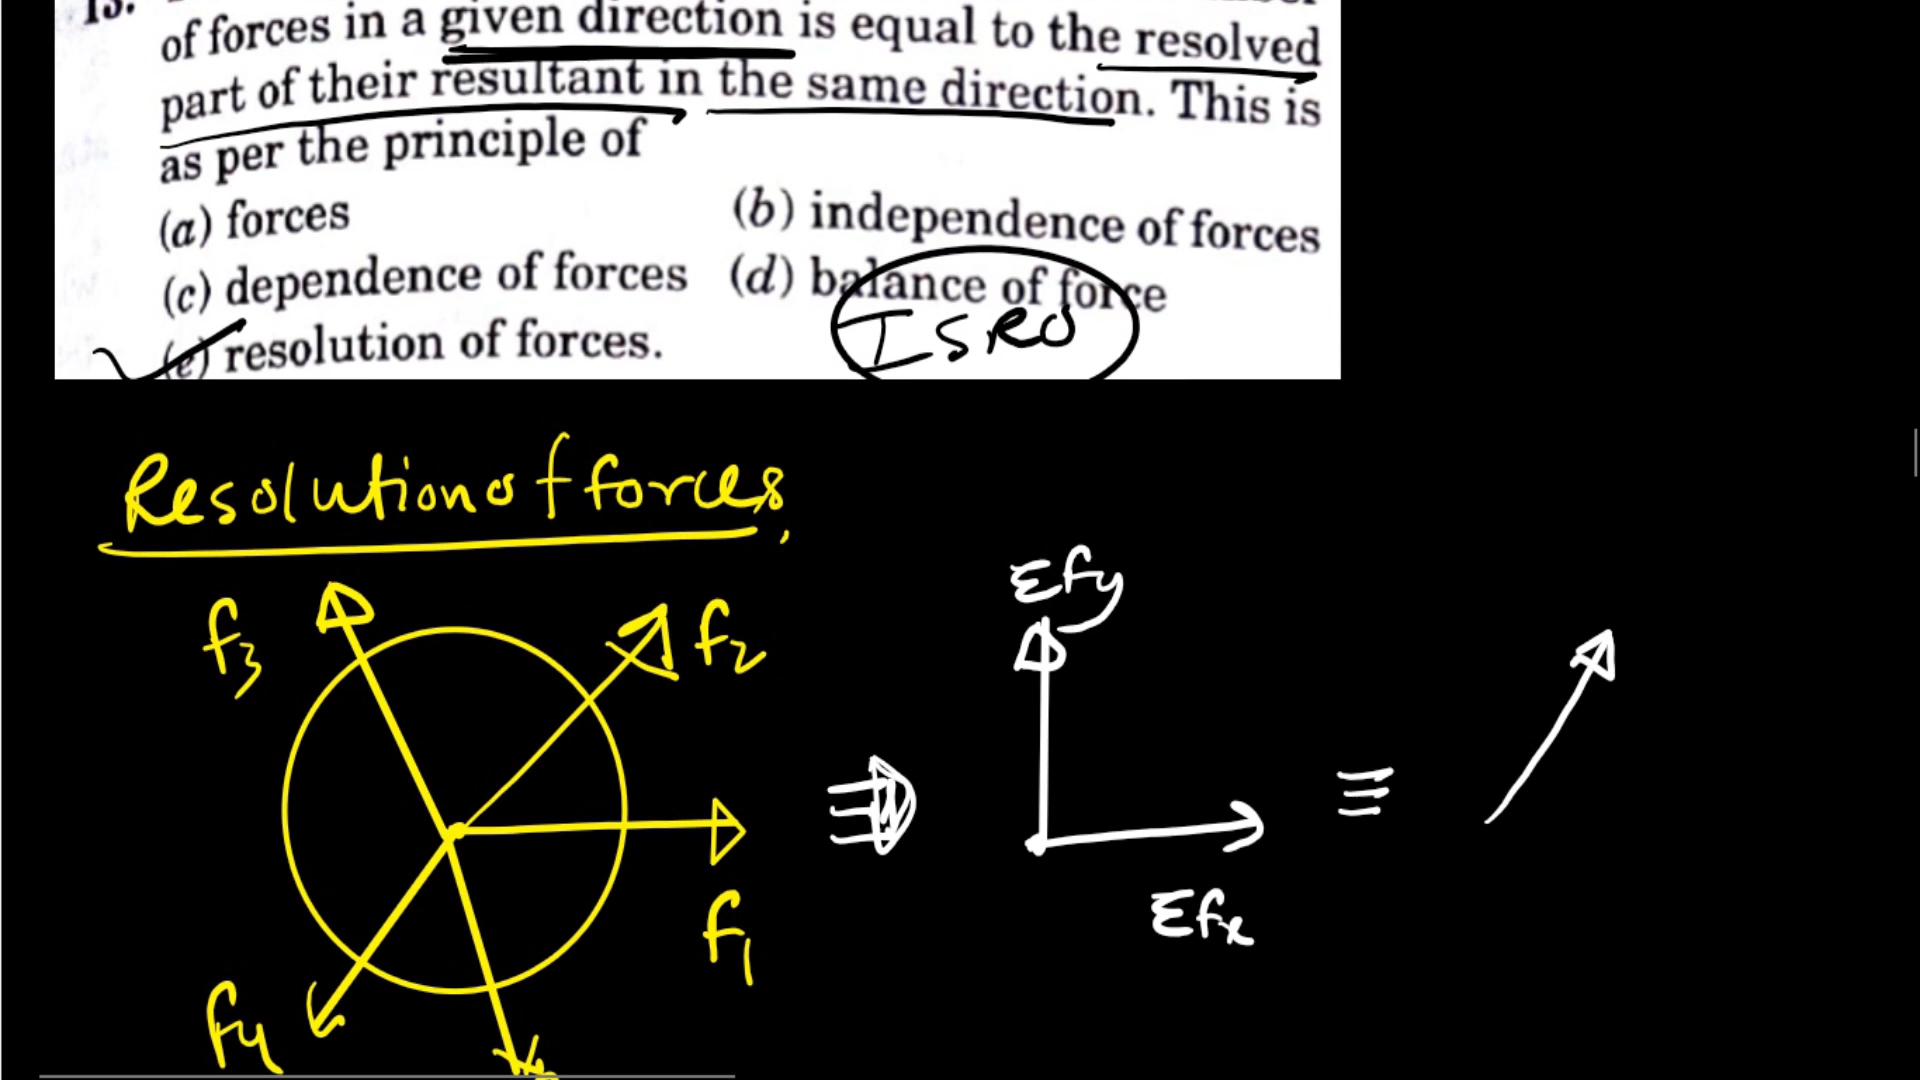 13.
of forces in a given direction is equal to the resolved
part of their resultant in the same direction. This is
as per the principle of
(a) forces (b) independence of forces
(c) dependence of forces (d) balance of force
(e) resolution of forces.
ISRO
Resolution of forces,
f3 f2
Σfy
f1
Σfx
f4